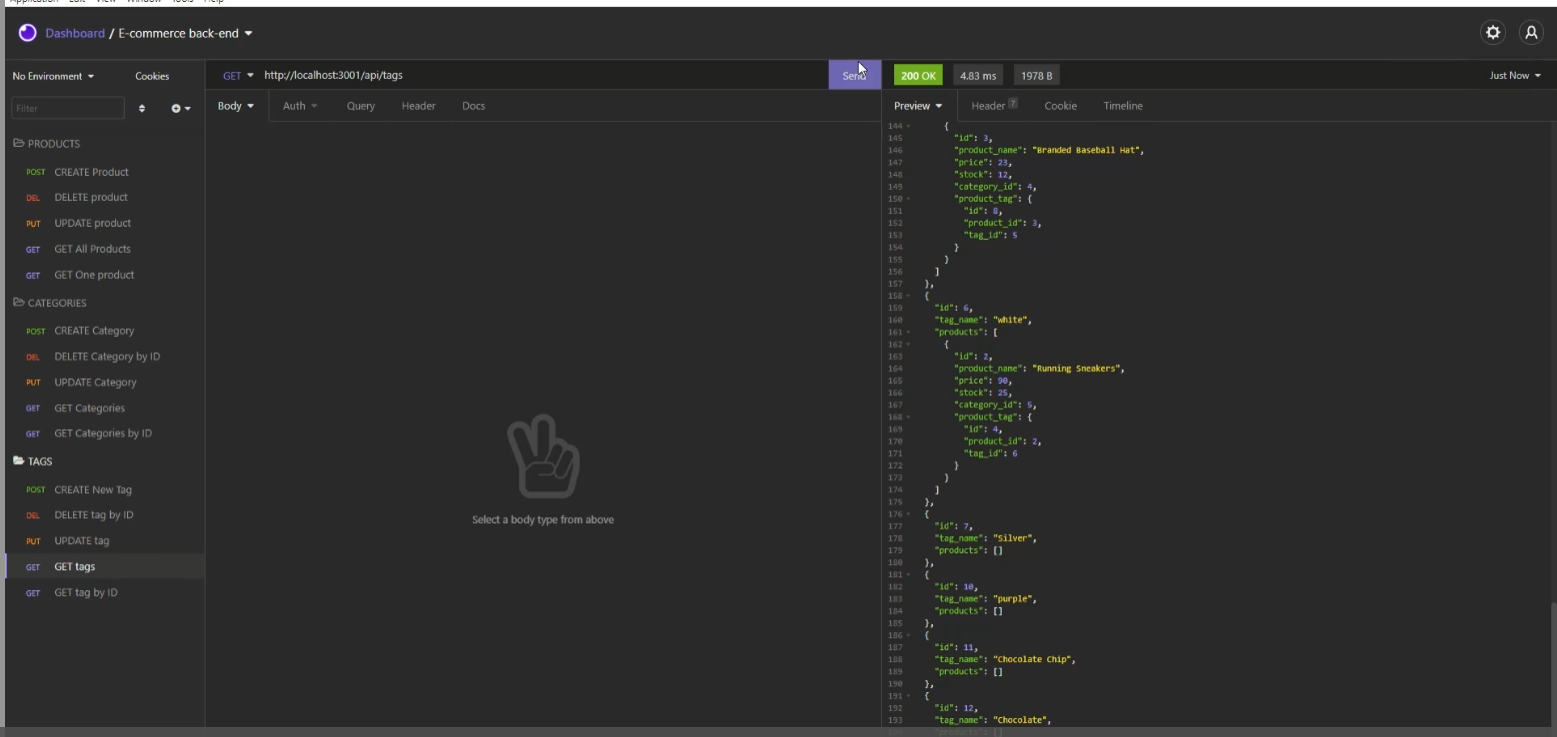 Application Edit View Window Tools Help
Dashboard / E-commerce back-end
No Environment Cookies
GET http://localhost:3001/api/tags Send
200 OK 4.83 ms 1978 B Just Now
Filter
Body Auth Query Header Docs
Preview Header 7 Cookie Timeline
PRODUCTS
POST CREATE Product
DEL DELETE product
PUT UPDATE product
GET GET All Products
GET GET One product
CATEGORIES
POST CREATE Category
DEL DELETE Category by ID
PUT UPDATE Category
GET GET Categories
GET GET Categories by ID
TAGS
POST CREATE New Tag
DEL DELETE tag by ID
PUT UPDATE tag
GET GET tags
GET GET tag by ID
Select a body type from above
144 {
145 "id": 3,
146 "product_name": "Branded Baseball Hat",
147 "price": 23,
148 "stock": 12,
149 "category_id": 4,
150 "product_tag": {
151 "id": 8,
152 "product_id": 3,
153 "tag_id": 5
154 }
155 }
156 ]
157 },
158 {
159 "id": 6,
160 "tag_name": "white",
161 "products": [
162 {
163 "id": 2,
164 "product_name": "Running Sneakers",
165 "price": 90,
166 "stock": 25,
167 "category_id": 5,
168 "product_tag": {
169 "id": 4,
170 "product_id": 2,
171 "tag_id": 6
172 }
173 }
174 ]
175 },
176 {
177 "id": 7,
178 "tag_name": "Silver",
179 "products": []
180 },
181 {
182 "id": 10,
183 "tag_name": "purple",
184 "products": []
185 },
186 {
187 "id": 11,
188 "tag_name": "Chocolate Chip",
189 "products": []
190 },
191 {
192 "id": 12,
193 "tag_name": "Chocolate",
194 "products": []